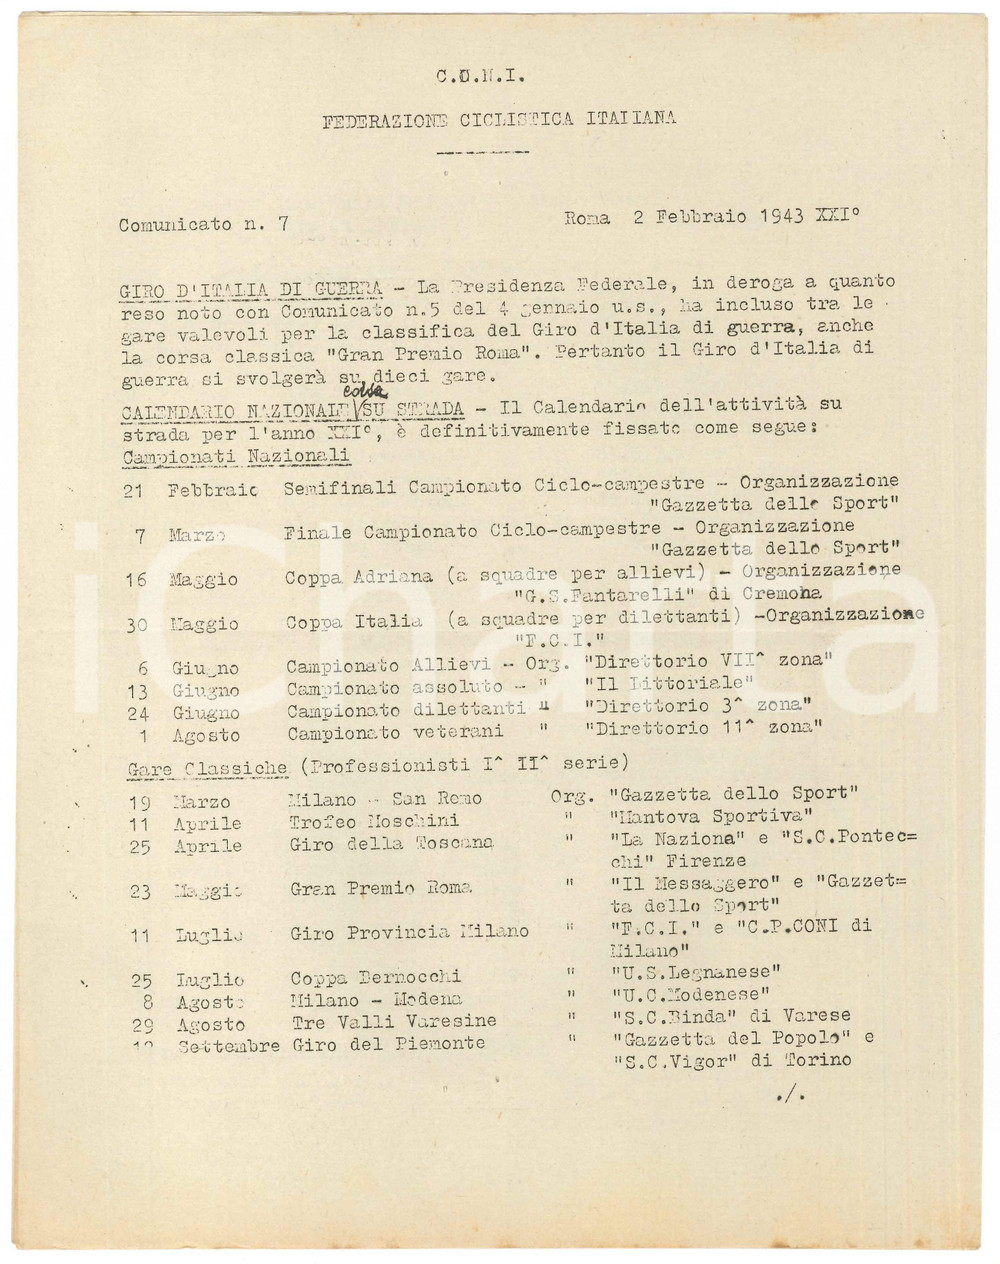 C.O.N.I.
FEDERAZIONE CICLISTICA ITALIANA
Comunicato n. 7 Roma 2 Febbraio 1943 XXI°
GIRO D'ITALIA DI GUERRA - La Presidenza Federale, in deroga a quanto
reso noto con Comunicato n.5 del 4 gennaio u.s., ha incluso tra le
gare valevoli per la classifica del Giro d'Italia di guerra, anche
la corsa classica "Gran Premio Roma". Pertanto il Giro d'Italia di
guerra si svolgerà su dieci gare.
corsa
CALENDARIO NAZIONALE SU STRADA - Il Calendario dell'attività su
strada per l'anno XXI°, è definitivamente fissato come segue:
Campionati Nazionali
21 Febbraio Semifinali Campionato Ciclo-campestre - Organizzazione
"Gazzetta dello Sport"
7 Marzo Finale Campionato Ciclo-campestre - Organizzazione
"Gazzetta dello Sport"
16 Maggio Coppa Adriana (a squadre per allievi) - Organizzazione
"G.S.Fantarelli" di Cremona
30 Maggio Coppa Italia (a squadre per dilettanti) -Organizzazione
"F.C.I."
6 Giugno Campionato Allievi - Org. "Direttorio VII^ zona"
13 Giugno Campionato assoluto - " "Il Littoriale"
24 Giugno Campionato dilettanti " "Direttorio 3^ zona"
1 Agosto Campionato veterani " "Direttorio 11^ zona"
Gare Classiche (Professionisti I^ II^ serie)
19 Marzo Milano - San Remo Org. "Gazzetta dello Sport"
11 Aprile Trofeo Moschini " "Mantova Sportiva"
25 Aprile Giro della Toscana " "La Naziona" e "S.C.Pontec=
chi" Firenze
23 Maggio Gran Premio Roma " "Il Messaggero" e "Gazzet=
ta dello Sport"
11 Luglio Giro Provincia Milano " "F.C.I." e "C.P.CONI di
Milano"
25 Luglio Coppa Bernocchi " "U.S.Legnanese"
8 Agosto Milano - Modena " "U.C.Modenese"
29 Agosto Tre Valli Varesine " "S.C.Binda" di Varese
Settembre Giro del Piemonte " "Gazzetta del Popolo" e
"S.C.Vigor" di Torino
./.
iCharta